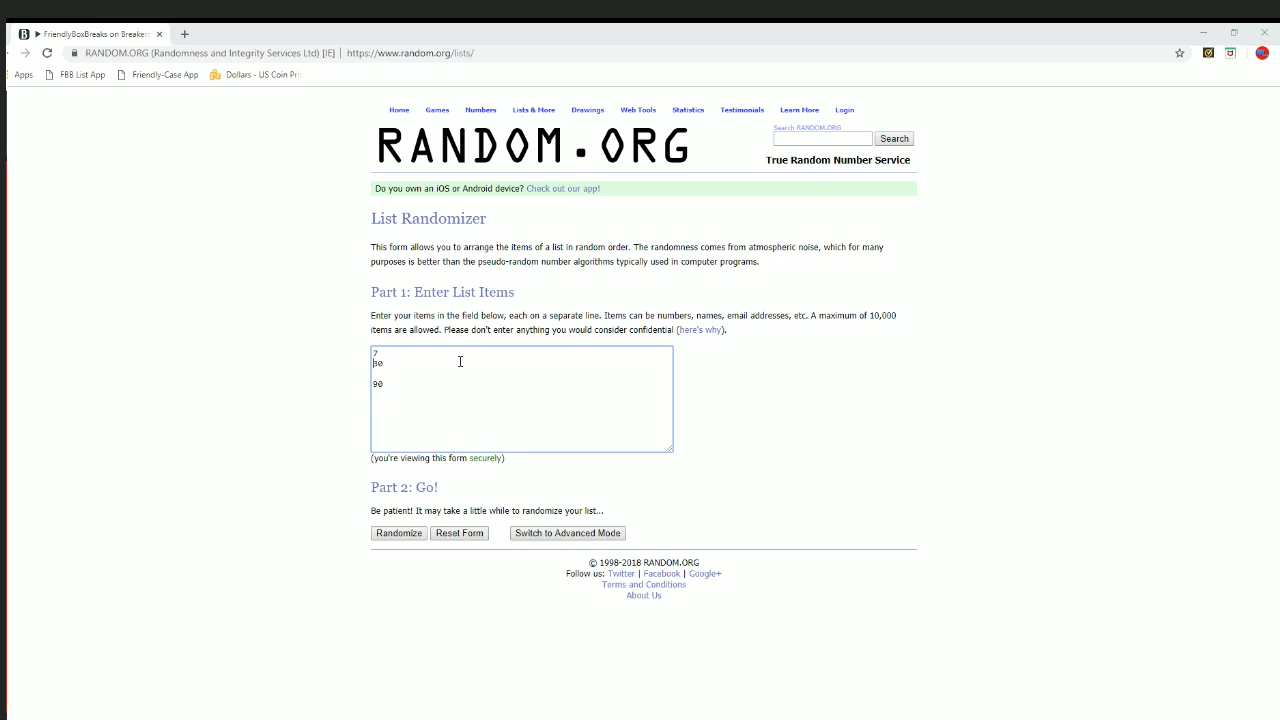 FriendlyBoxBreaks on Breakers
RANDOM.ORG (Randomness and Integrity Services Ltd) [IE] | https://www.random.org/lists/
Apps FBB List App Friendly-Case App Dollars - US Coin Pri
Home Games Numbers Lists & More Drawings Web Tools Statistics Testimonials Learn More Login
RANDOM.ORG
Search RANDOM.ORG
Search
True Random Number Service
Do you own an iOS or Android device? Check out our app!
List Randomizer
This form allows you to arrange the items of a list in random order. The randomness comes from atmospheric noise, which for many
purposes is better than the pseudo-random number algorithms typically used in computer programs.
Part 1: Enter List Items
Enter your items in the field below, each on a separate line. Items can be numbers, names, email addresses, etc. A maximum of 10,000
items are allowed. Please don't enter anything you would consider confidential (here's why).
7
90
(you're viewing this form securely)
Part 2: Go!
Be patient! It may take a little while to randomize your list...
Randomize Reset Form Switch to Advanced Mode
© 1998-2018 RANDOM.ORG
Follow us: Twitter | Facebook | Google+
Terms and Conditions
About Us